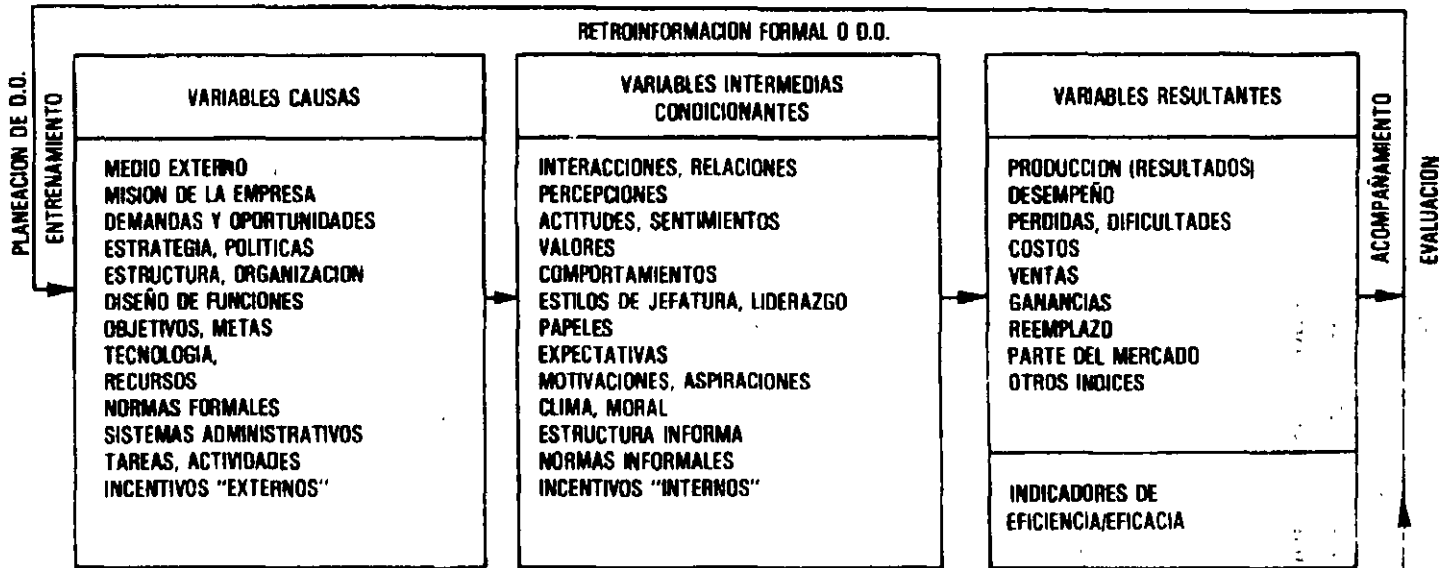 RETROINFORMACION FORMAL O D.O.
PLANEACION DE D.O.
ENTRENAMIENTO
VARIABLES CAUSAS
MEDIO EXTERNO
MISION DE LA EMPRESA
DEMANDAS Y OPORTUNIDADES
ESTRATEGIA, POLITICAS
ESTRUCTURA, ORGANIZACION
DISEÑO DE FUNCIONES
OBJETIVOS, METAS
TECNOLOGIA,
RECURSOS
NORMAS FORMALES
SISTEMAS ADMINISTRATIVOS
TAREAS, ACTIVIDADES
INCENTIVOS "EXTERNOS"
VARIABLES INTERMEDIAS
CONDICIONANTES
INTERACCIONES, RELACIONES
PERCEPCIONES
ACTITUDES, SENTIMIENTOS
VALORES
COMPORTAMIENTOS
ESTILOS DE JEFATURA, LIDERAZGO
PAPELES
EXPECTATIVAS
MOTIVACIONES, ASPIRACIONES
CLIMA, MORAL
ESTRUCTURA INFORMA
NORMAS INFORMALES
INCENTIVOS "INTERNOS"
VARIABLES RESULTANTES
PRODUCCION (RESULTADOS)
DESEMPEÑO
PERDIDAS, DIFICULTADES
COSTOS
VENTAS
GANANCIAS
REEMPLAZO
PARTE DEL MERCADO
OTROS INDICES
INDICADORES DE
EFICIENCIA/EFICACIA
ACOMPAÑAMIENTO
EVALUACION